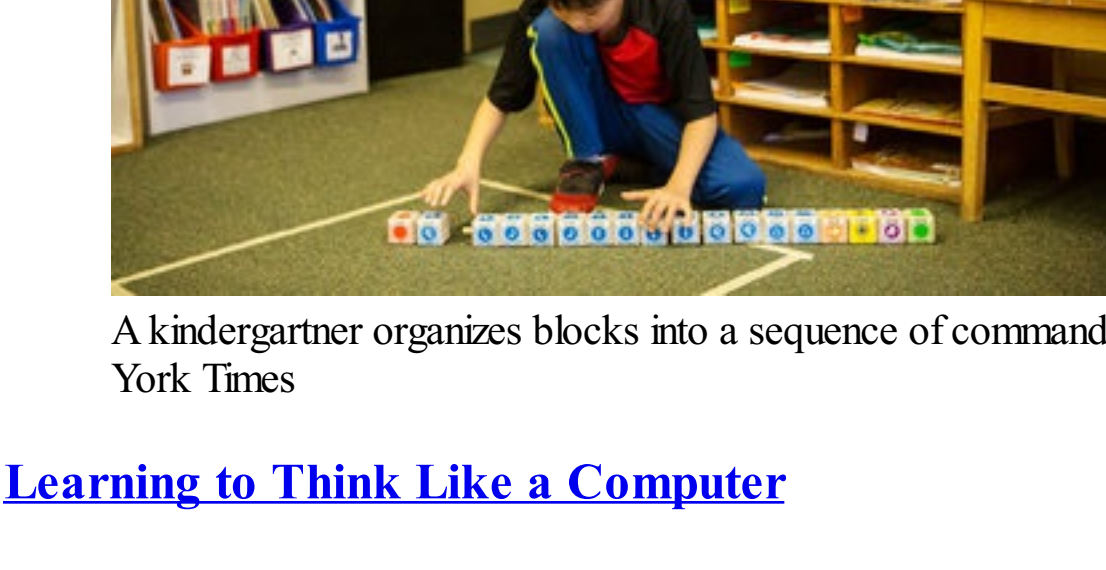 A kindergartner organizes blocks into a sequence of command
York Times
Learning to Think Like a Computer